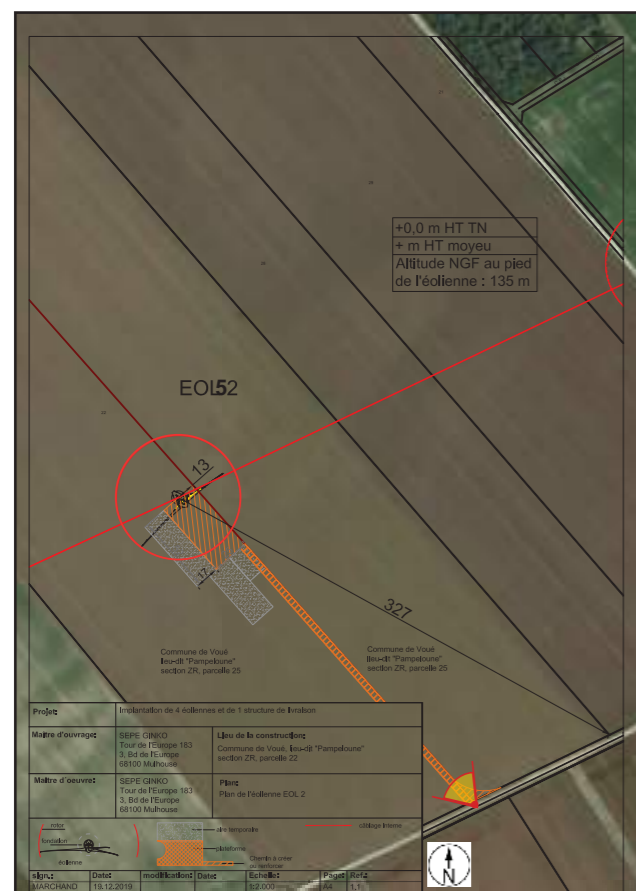 +0,0 m HT TN
+ m HT moyeu
Altitude NGF au pied
de l'éolienne : 135 m
EOL52
13
17
327
Commune de Voué
lieu-dit "Pampeloune"
section ZR, parcelle 25
Commune de Voué
lieu-dit "Pampeloune"
section ZR, parcelle 25
Projet:
Implantation de 4 éoliennes et de 1 structure de livraison
Maître d'ouvrage:
SEPE GINKO
Tour de l'Europe 183
3, Bd de l'Europe
68100 Mulhouse
Lieu de la construction:
Commune de Voué, lieu-dit "Pampeloune"
section ZR, parcelle 22
Maître d'oeuvre:
SEPE GINKO
Tour de l'Europe 183
3, Bd de l'Europe
68100 Mulhouse
Plan:
Plan de l'éolienne EOL 2
rotor
fondation
éolienne
aire temporaire
plateforme
Chemin à créer
ou renforcer
câblage interne
N
sign.: Date: modification: Date: Echelle: Page: Ref.:
MARCHAND 19.12.2019 1:2.000 A4 1.1